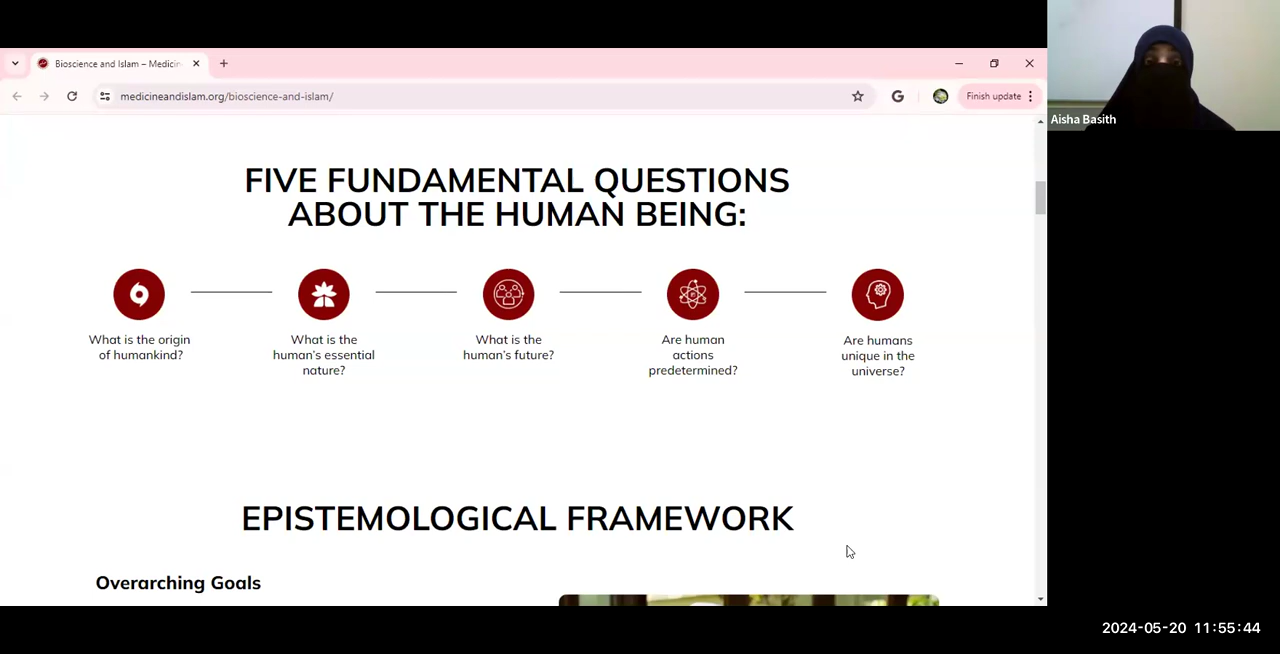 Bioscience and Islam – Medicin
medicineandislam.org/bioscience-and-islam/
Finish update
Aisha Basith
FIVE FUNDAMENTAL QUESTIONS
ABOUT THE HUMAN BEING:
What is the origin
of humankind?
What is the
human's essential
nature?
What is the
human's future?
Are human
actions
predetermined?
Are humans
unique in the
universe?
EPISTEMOLOGICAL FRAMEWORK
Overarching Goals
2024-05-20 11:55:44